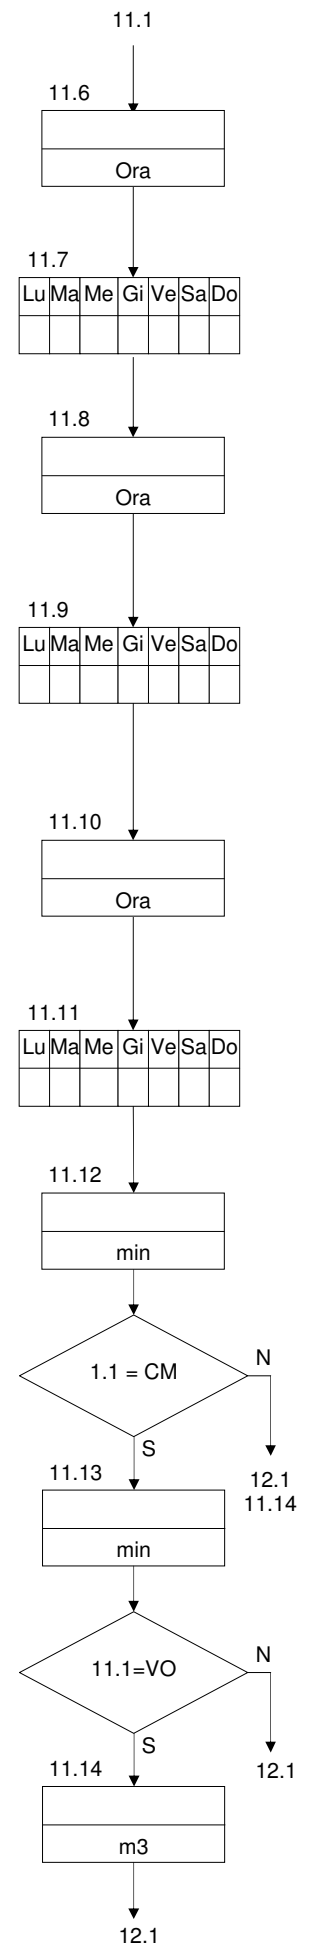 11.1
11.6
Ora
11.7
Lu Ma Me Gi Ve Sa Do
11.8
Ora
11.9
Lu Ma Me Gi Ve Sa Do
11.10
Ora
11.11
Lu Ma Me Gi Ve Sa Do
11.12
min
1.1 = CM
N
S
12.1
11.14
11.13
min
11.1=VO
N
S
12.1
11.14
m3
12.1